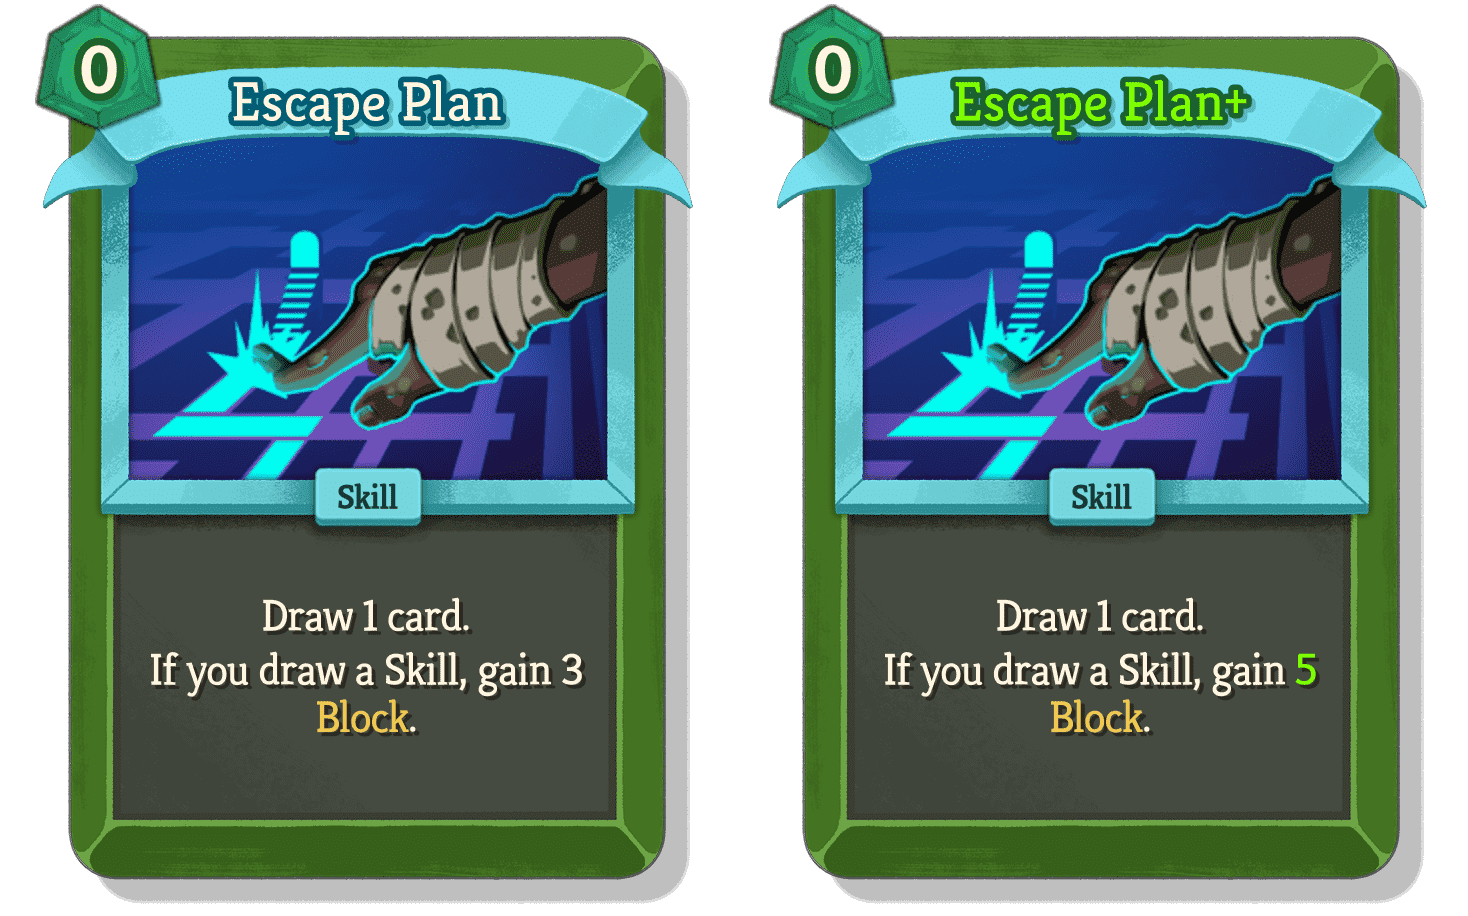 0
Escape Plan
Skill
Draw 1 card.
If you draw a Skill, gain 3
Block.
0
Escape Plan+
Skill
Draw 1 card.
If you draw a Skill, gain 5
Block.